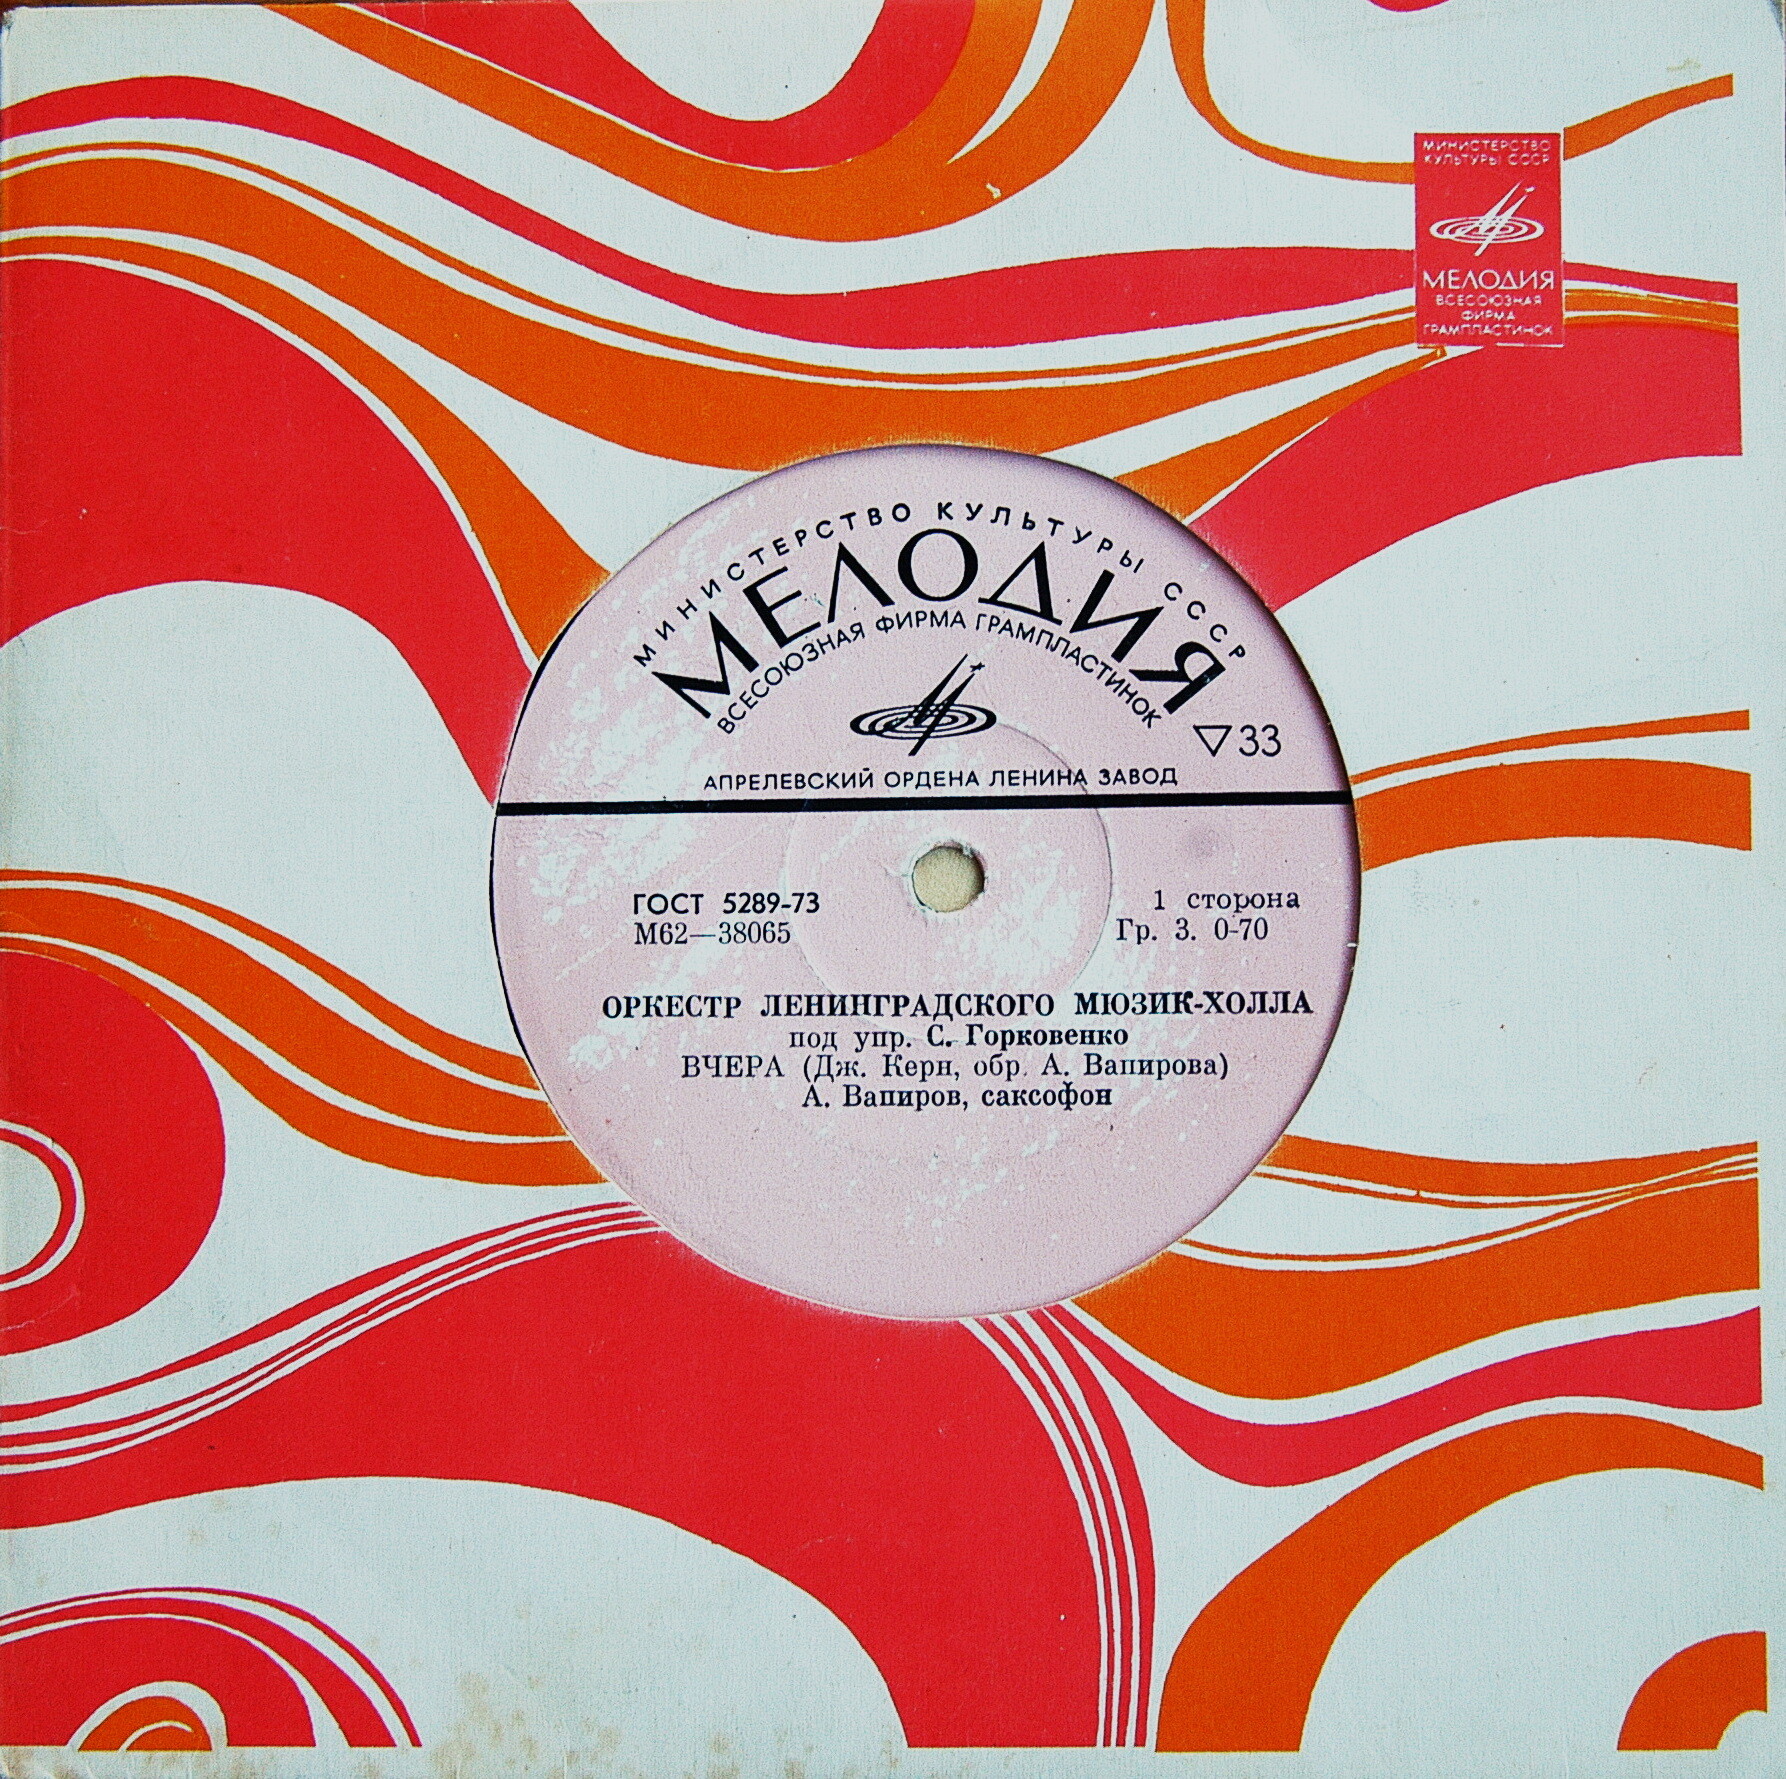 МИНИСТЕРСТВО
КУЛЬТУРЫ СССР
МЕЛОДИЯ
ВСЕСОЮЗНАЯ
ФИРМА
ГРАМПЛАСТИНОК
МИНИСТЕРСТВО КУЛЬТУРЫ СССР
МЕЛОДИЯ
ВСЕСОЮЗНАЯ ФИРМА ГРАМПЛАСТИНОК
33
АПРЕЛЕВСКИЙ ОРДЕНА ЛЕНИНА ЗАВОД
ГОСТ 5289-73
М62—38065
1 сторона
Гр. 3. 0-70
ОРКЕСТР ЛЕНИНГРАДСКОГО МЮЗИК-ХОЛЛА
под упр. С. Горковенко
ВЧЕРА (Дж. Керн, обр. А. Вапирова)
А. Вапиров, саксофон